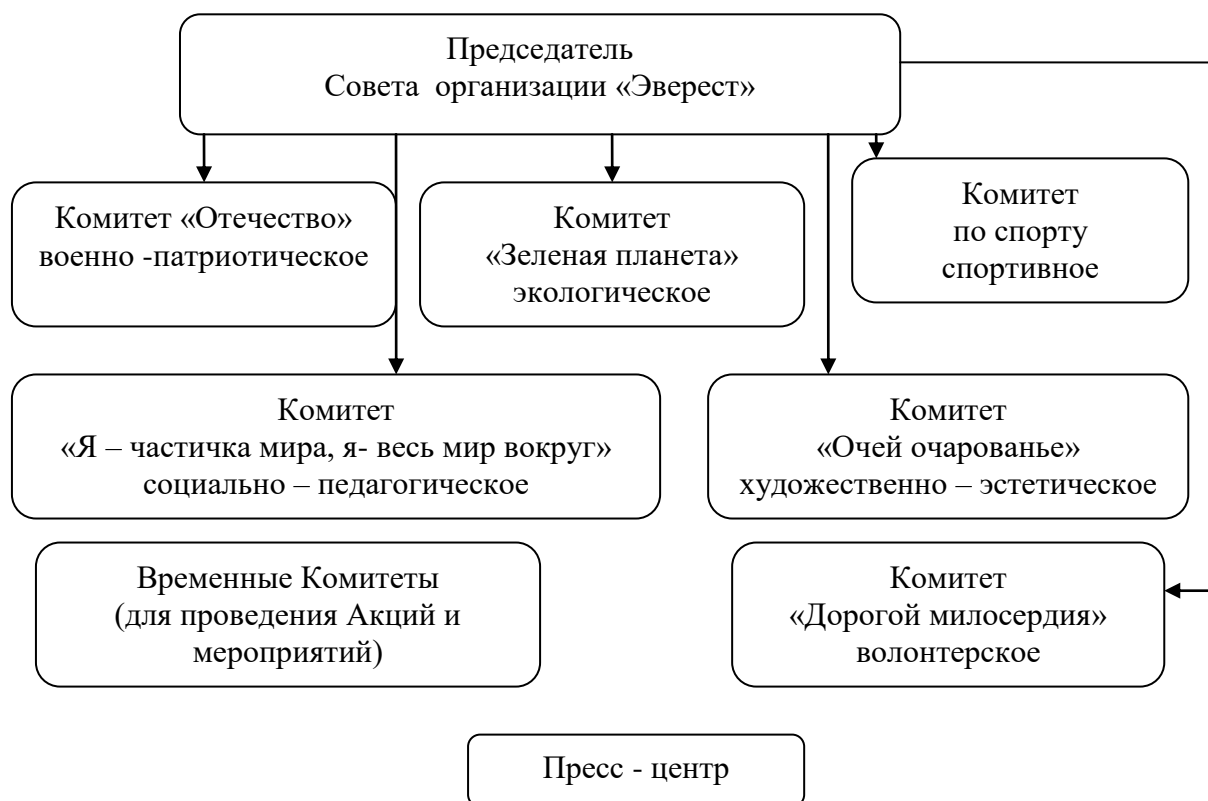 Председатель
Совета организации «Эверест»
Комитет «Отечество»
военно -патриотическое
Комитет
«Зеленая планета»
экологическое
Комитет
по спорту
спортивное
Комитет
«Я – частичка мира, я- весь мир вокруг»
социально – педагогическое
Комитет
«Очей очарованье»
художественно – эстетическое
Временные Комитеты
(для проведения Акций и
мероприятий)
Комитет
«Дорогой милосердия»
волонтерское
Пресс - центр